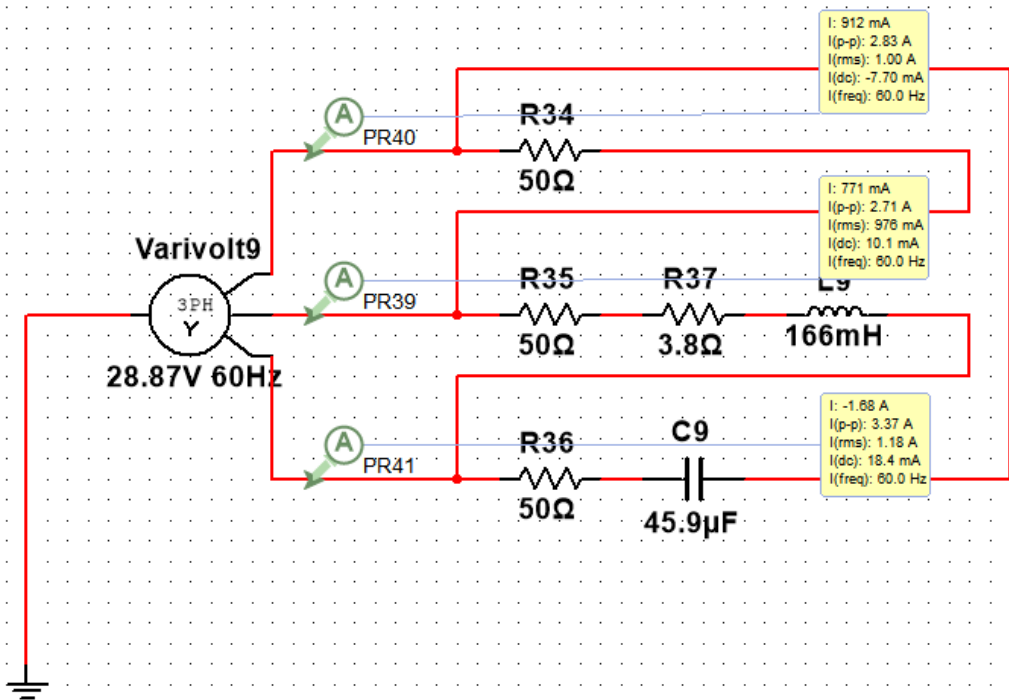 I: 912 mA
I(p-p): 2.83 A
I(rms): 1.00 A
I(dc): -7.70 mA
I(freq): 60.0 Hz
A
PR40
R34
50Ω
I: 771 mA
I(p-p): 2.71 A
I(rms): 976 mA
I(dc): 10.1 mA
I(freq): 60.0 Hz
Varivolt9
3PH
Y
28.87V 60Hz
A
PR39
R35
50Ω
R37
3.8Ω
L9
166mH
I: -1.68 A
I(p-p): 3.37 A
I(rms): 1.18 A
I(dc): 18.4 mA
I(freq): 60.0 Hz
A
PR41
R36
50Ω
C9
45.9µF